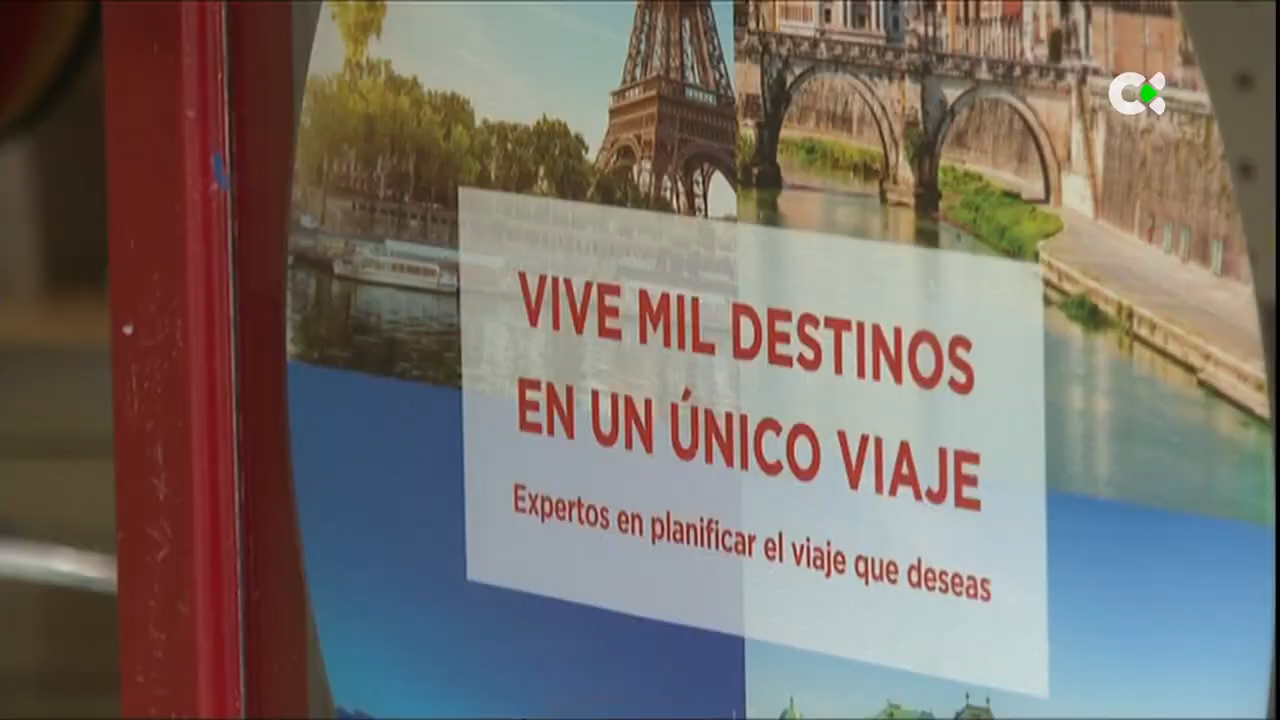 VIVE MIL DESTINOS
EN UN ÚNICO VIAJE
Expertos en planificar el viaje que deseas